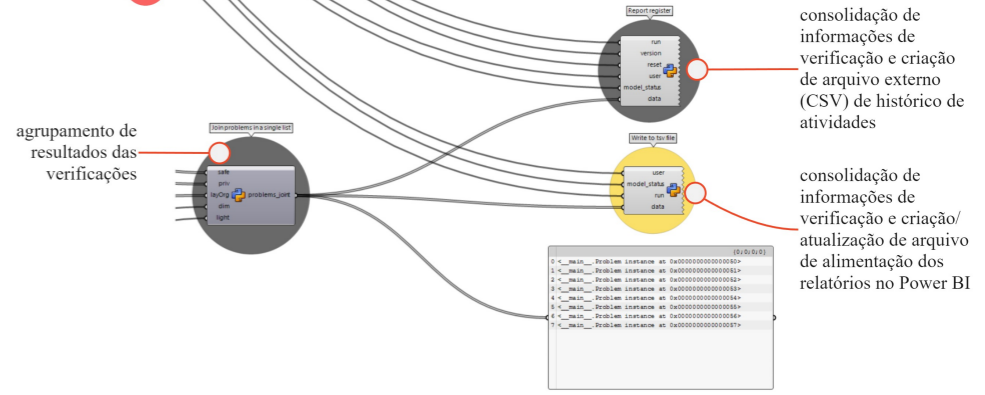 Report register
run
version
reset
user
model_status
data
consolidação de
informações de
verificação e criação
de arquivo externo
(CSV) de histórico de
atividades
agrupamento de
resultados das
verificações
Join problems in a single list
safe
priv
layOrg
dim
light
problems_joint
Write to tsv file
user
model_status
run
data
consolidação de
informações de
verificação e criação/
atualização de arquivo
de alimentação dos
relatórios no Power BI
{0;0;0;0}
0 <__main__.Problem instance at 0x0000000000000050>
1 <__main__.Problem instance at 0x0000000000000051>
2 <__main__.Problem instance at 0x0000000000000052>
3 <__main__.Problem instance at 0x0000000000000053>
4 <__main__.Problem instance at 0x0000000000000054>
5 <__main__.Problem instance at 0x0000000000000055>
6 <__main__.Problem instance at 0x0000000000000056>
7 <__main__.Problem instance at 0x0000000000000057>